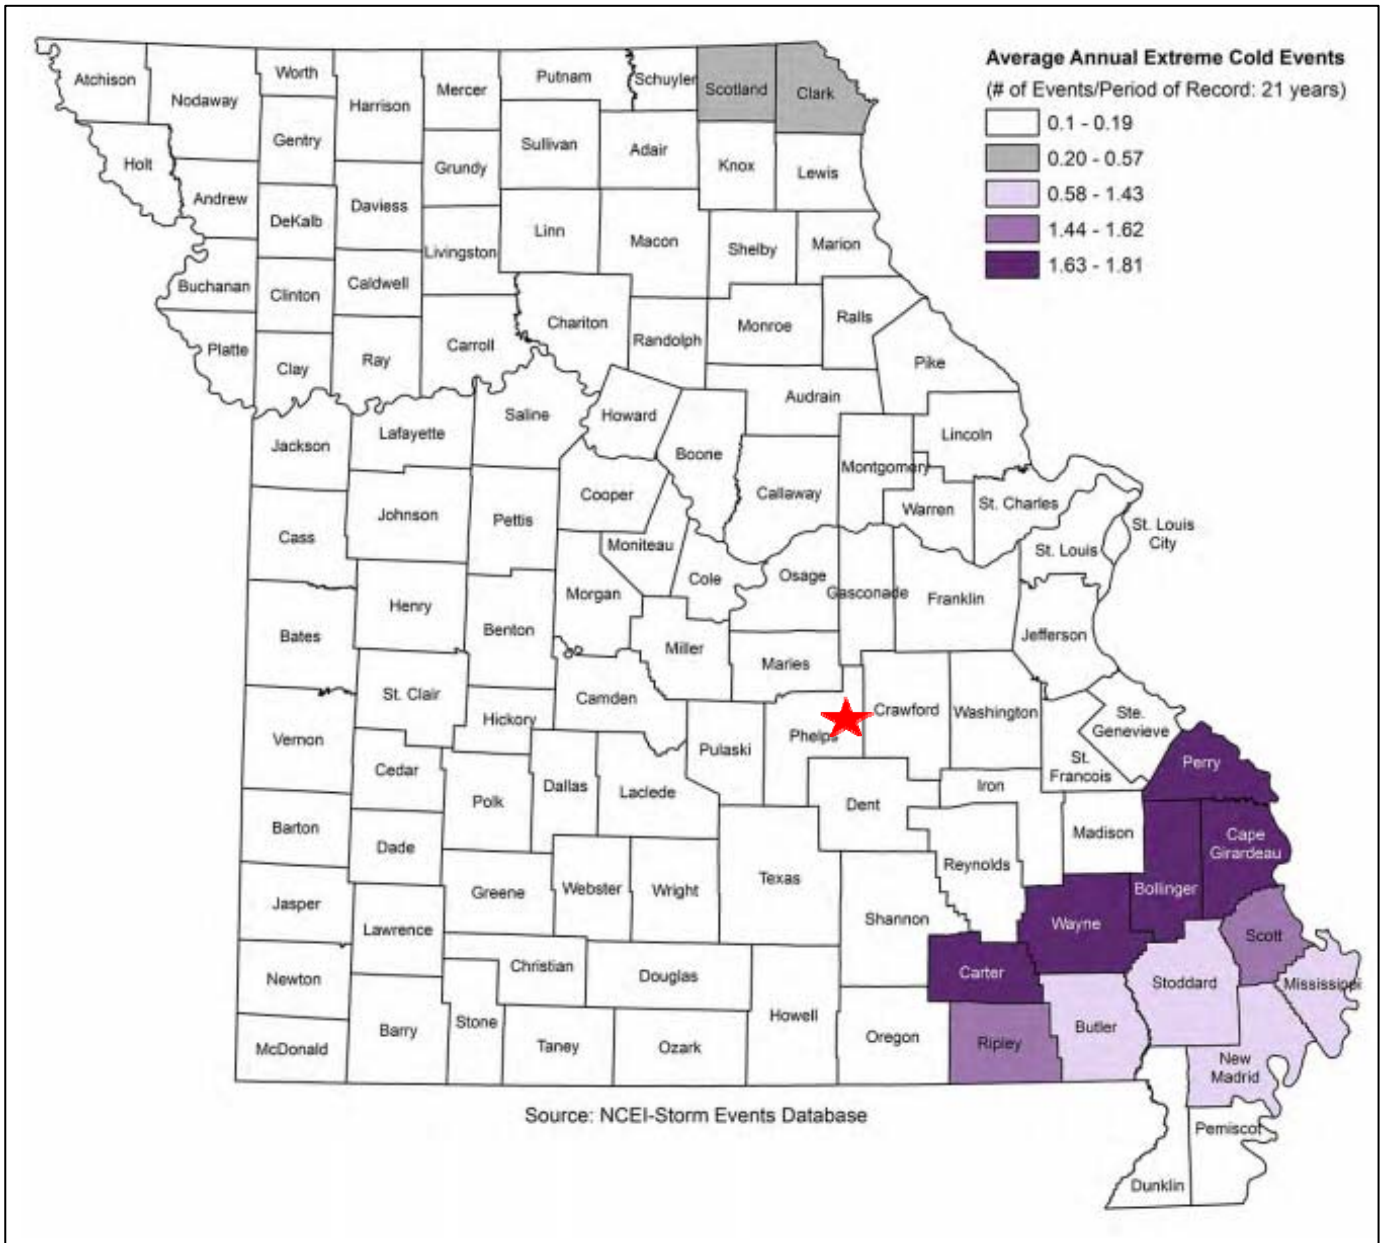 Average Annual Extreme Cold Events
(# of Events/Period of Record: 21 years)
0.1 - 0.19
0.20 - 0.57
0.58 - 1.43
1.44 - 1.62
1.63 - 1.81
Atchison
Nodaway
Worth
Harrison
Mercer
Putnam
Schuyler
Scotland
Clark
Holt
Gentry
Grundy
Sullivan
Adair
Knox
Lewis
Andrew
DeKalb
Daviess
Livingston
Linn
Macon
Shelby
Marion
Buchanan
Clinton
Caldwell
Chariton
Randolph
Monroe
Ralls
Platte
Clay
Ray
Carroll
Pike
Audrain
Jackson
Lafayette
Saline
Howard
Boone
Lincoln
Montgomery
Callaway
Cooper
Warren
St. Charles
Cass
Johnson
Pettis
Moniteau
St. Louis
St. Louis
City
Cole
Osage
Gasconade
Franklin
Morgan
Henry
Bates
Benton
Miller
Maries
Jefferson
St. Clair
Camden
Hickory
Vernon
Pulaski
Phelps
Crawford
Washington
Ste.
Genevieve
St.
Francois
Perry
Cedar
Polk
Dallas
Laclede
Dent
Iron
Barton
Dade
Madison
Cape
Girardeau
Reynolds
Bollinger
Jasper
Lawrence
Greene
Webster
Wright
Texas
Shannon
Wayne
Scott
Newton
Christian
Douglas
Carter
Stoddard
Mississippi
McDonald
Barry
Stone
Taney
Ozark
Howell
Oregon
Ripley
Butler
New
Madrid
Pemiscot
Dunklin
Source: NCEI-Storm Events Database